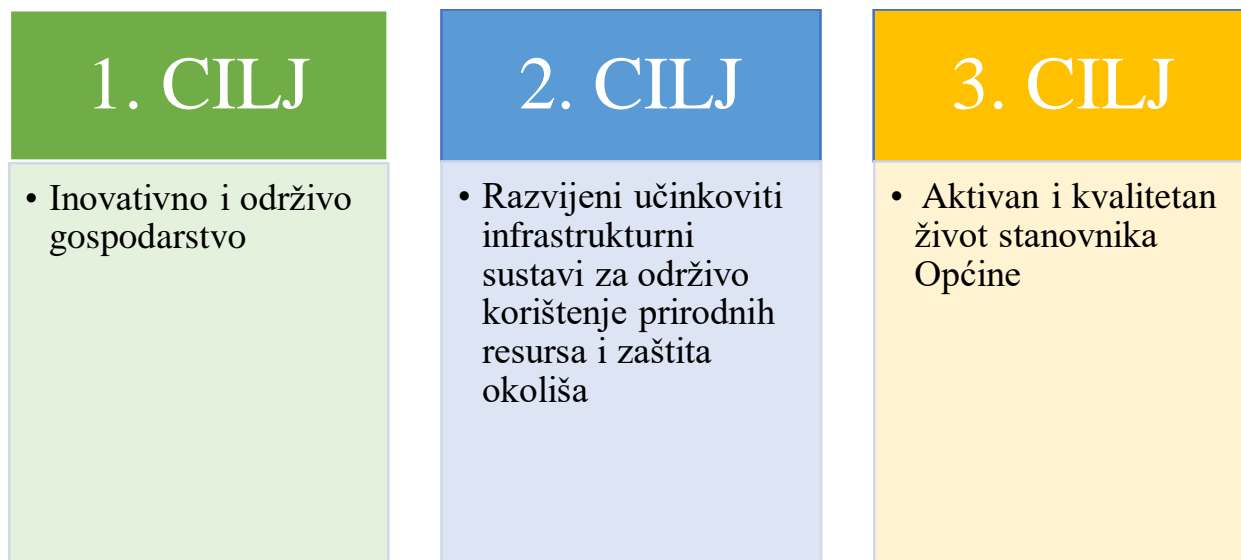 1. CILJ
• Inovativno i održivo
gospodarstvo
2. CILJ
• Razvijeni učinkoviti
infrastrukturni
sustavi za održivo
korištenje prirodnih
resursa i zaštita
okoliša
3. CILJ
• Aktivan i kvalitetan
život stanovnika
Općine